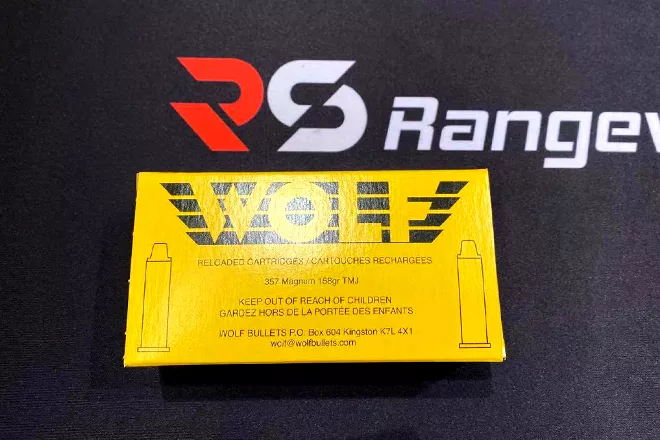 RS Rangev
WOLF
RELOADED CARTRIDGES / CARTOUCHES RECHARGEES
357 Magnum 158gr TMJ
KEEP OUT OF REACH OF CHILDREN
GARDEZ HORS DE LA PORTÉE DES ENFANTS
WOLF BULLETS P.O. Box 604 Kingston K7L 4X1
wolf@wolfbullets.com